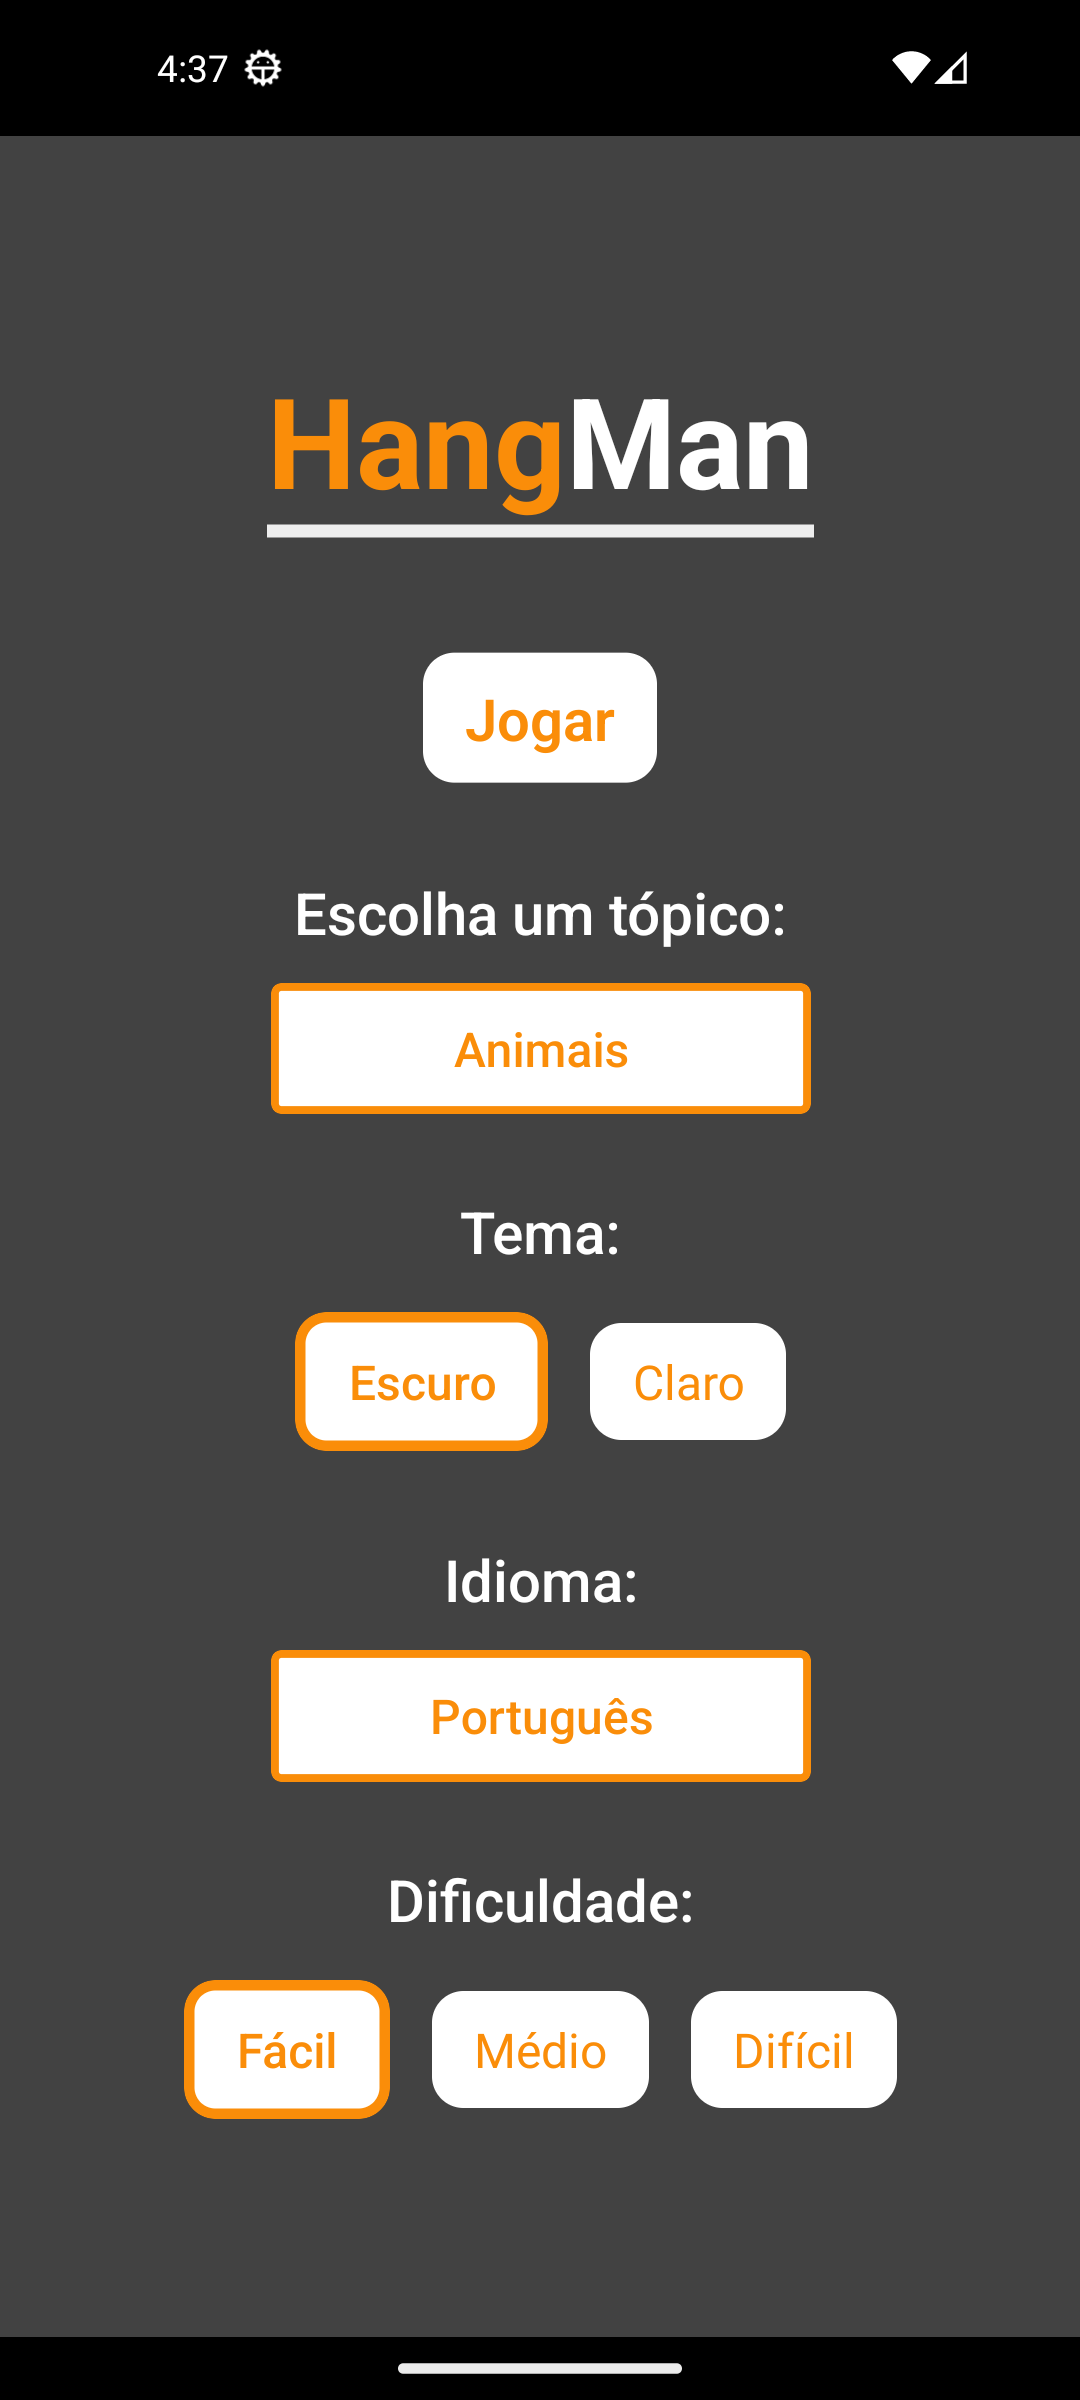 4:37
HangMan
Jogar
Escolha um tópico:
Animais
Tema:
Escuro Claro
Idioma:
Português
Dificuldade:
Fácil Médio Difícil